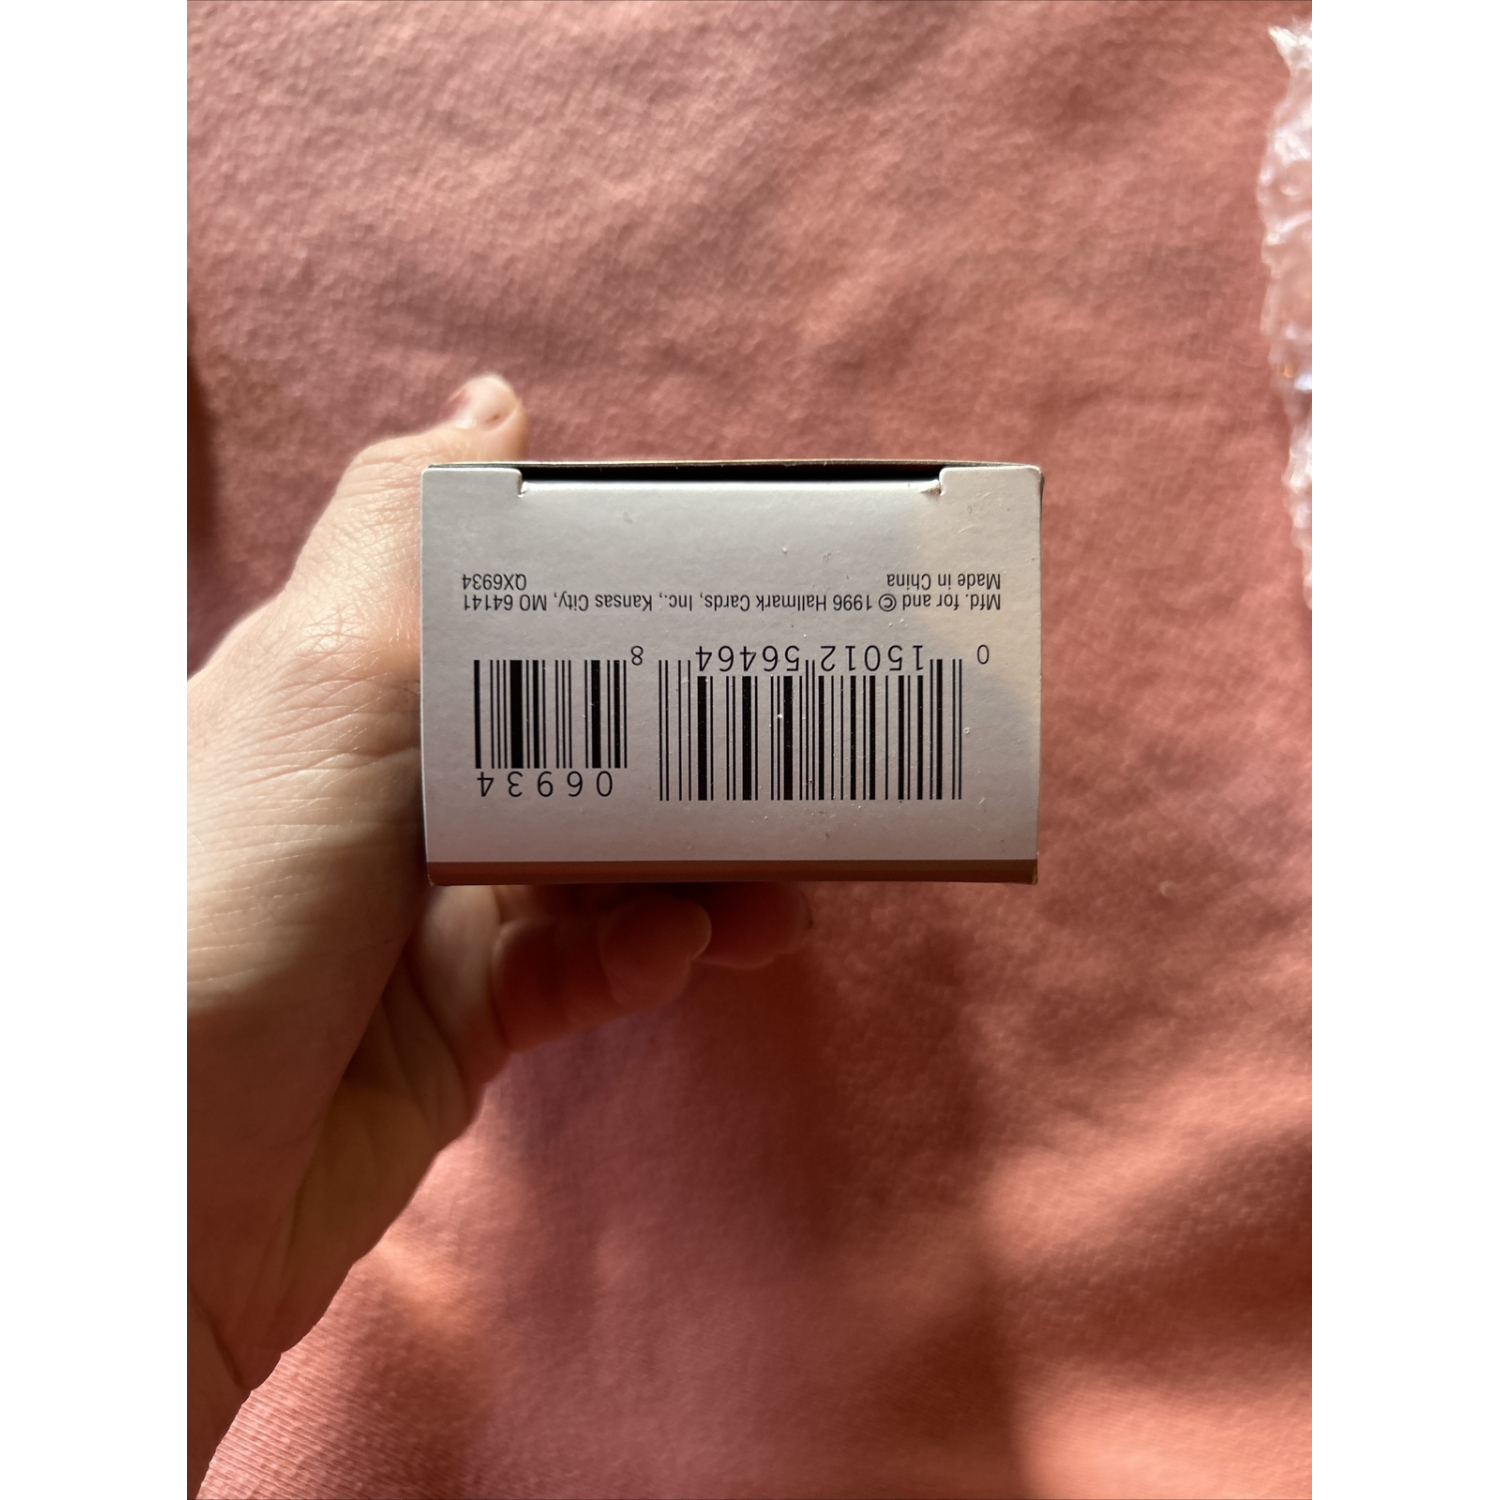 0 15012 56464 8
06934
Mfd. for and © 1996 Hallmark Cards, Inc., Kansas City, MO 64141
Made in China QX6934